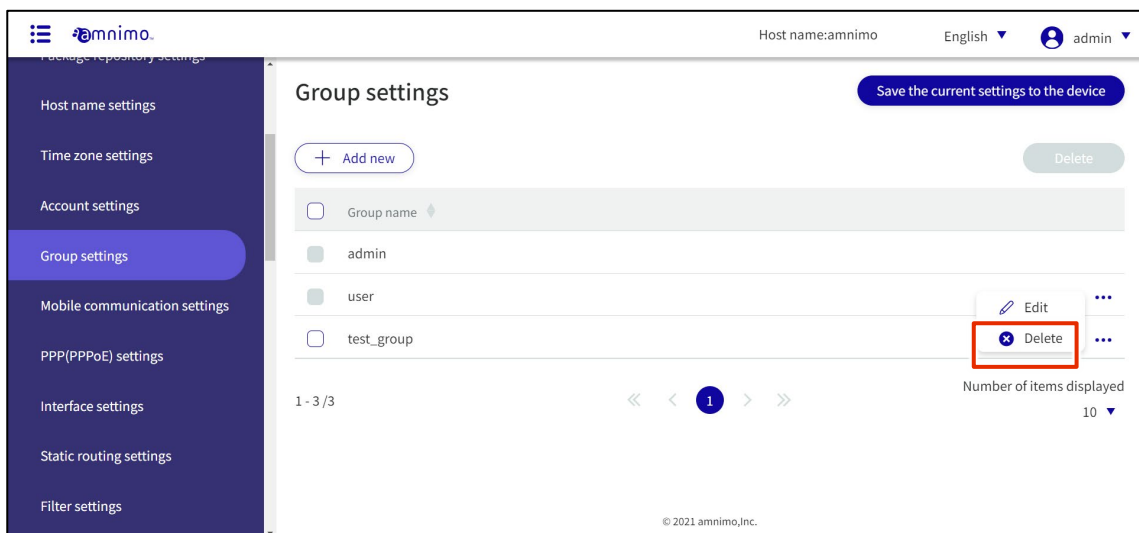 amnimo
Host name:amnimo
English
admin
Package repository settings
Host name settings
Time zone settings
Account settings
Group settings
Mobile communication settings
PPP(PPPoE) settings
Interface settings
Static routing settings
Filter settings
Group settings
Save the current settings to the device
+ Add new
Delete
Group name
admin
user
Edit
test_group
Delete
1 - 3 /3
1
Number of items displayed
10
© 2021 amnimo,Inc.